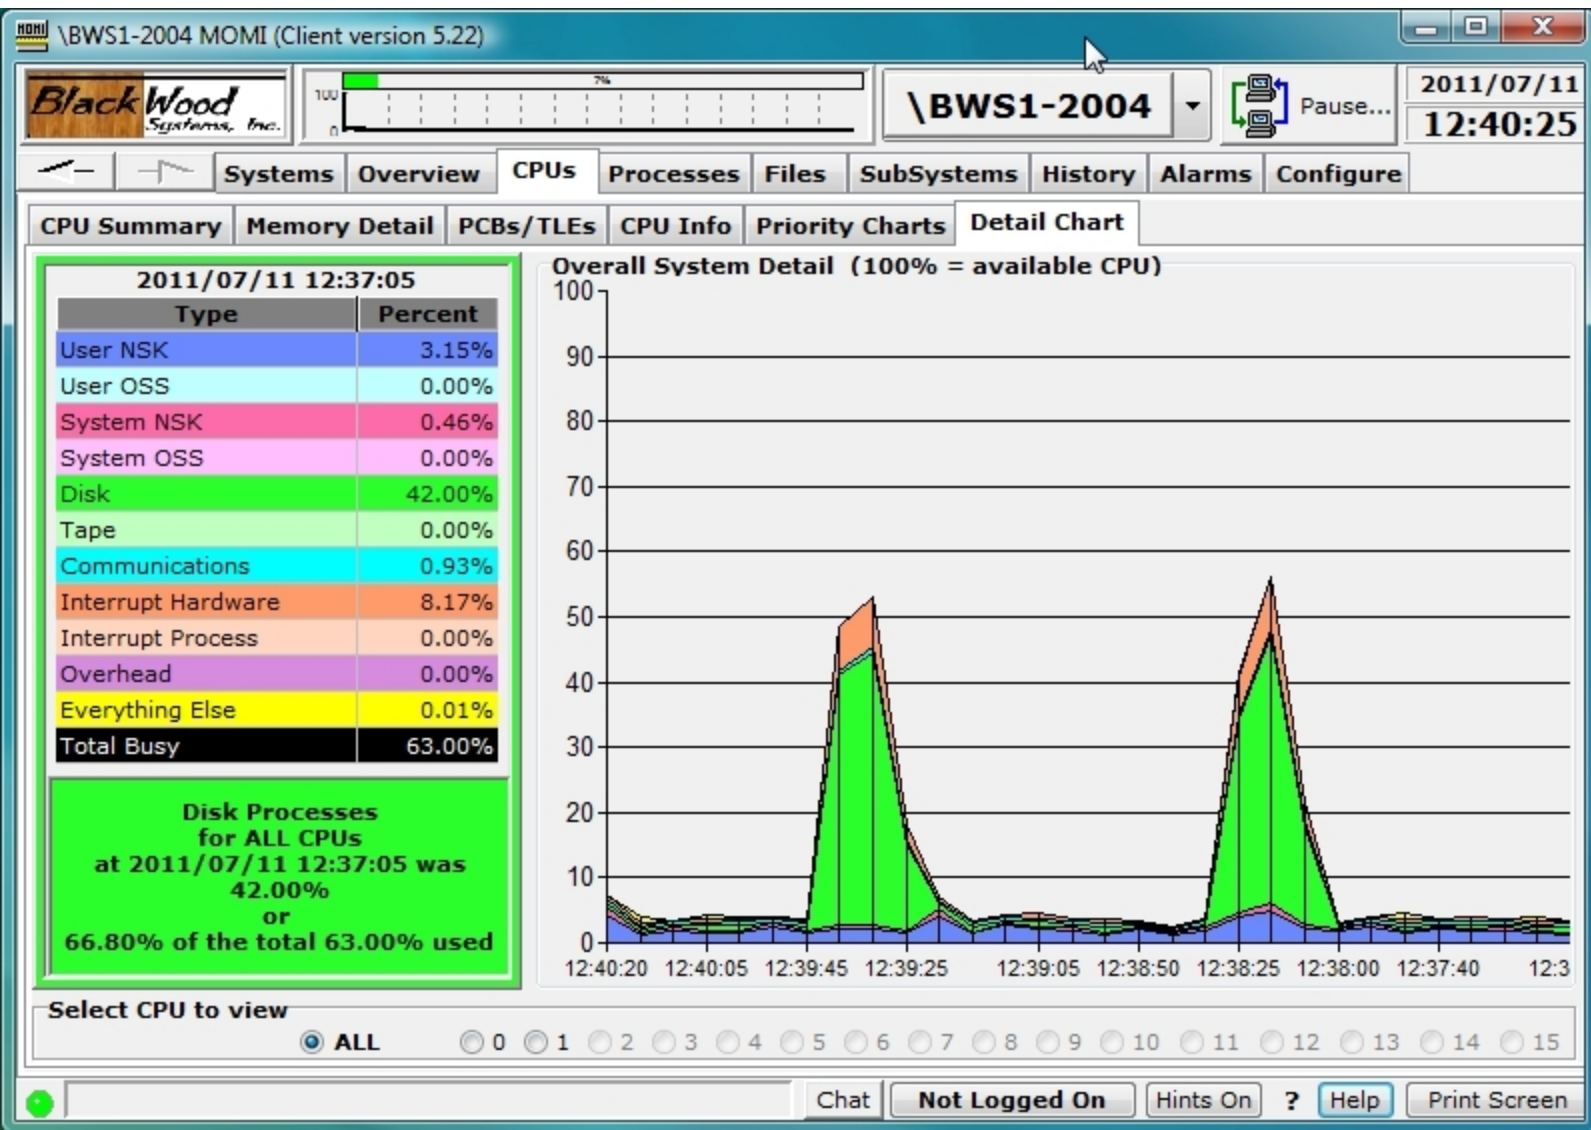 MOMI \BWS1-2004 MOMI (Client version 5.22)
BlackWood
Systems, Inc.
7%
100
0
\BWS1-2004
Pause...
2011/07/11
12:40:25
Systems Overview CPUs Processes Files SubSystems History Alarms Configure
CPU Summary Memory Detail PCBs/TLEs CPU Info Priority Charts Detail Chart
2011/07/11 12:37:05
Type Percent
User NSK 3.15%
User OSS 0.00%
System NSK 0.46%
System OSS 0.00%
Disk 42.00%
Tape 0.00%
Communications 0.93%
Interrupt Hardware 8.17%
Interrupt Process 0.00%
Overhead 0.00%
Everything Else 0.01%
Total Busy 63.00%
Disk Processes
for ALL CPUs
at 2011/07/11 12:37:05 was
42.00%
or
66.80% of the total 63.00% used
Overall System Detail (100% = available CPU)
100
90
80
70
60
50
40
30
20
10
0
12:40:20 12:40:05 12:39:45 12:39:25 12:39:05 12:38:50 12:38:25 12:38:00 12:37:40 12:3
Select CPU to view
ALL 0 1 2 3 4 5 6 7 8 9 10 11 12 13 14 15
Chat Not Logged On Hints On ? Help Print Screen